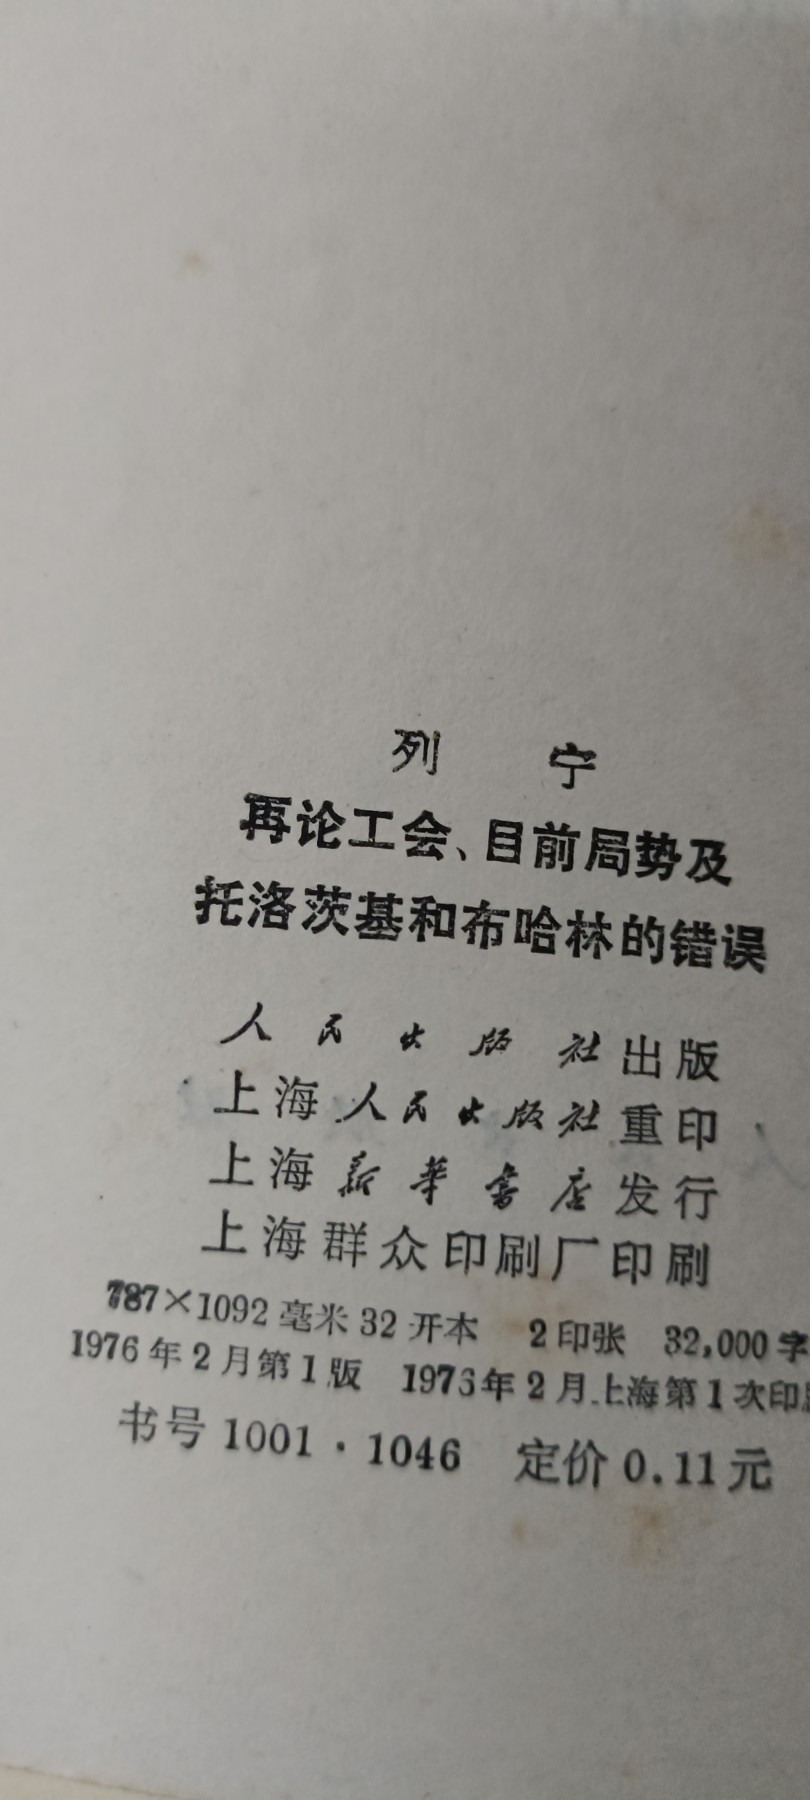 列 宁
再论工会、目前局势及
托洛茨基和布哈林的错误
人民出版社出版
上海人民出版社重印
上海新华书店发行
上海群众印刷厂印刷
787×1092毫米32开本 2印张 32,000字
1976年2月第1版 1976年2月上海第1次印刷
书号1001·1046 定价0.11元